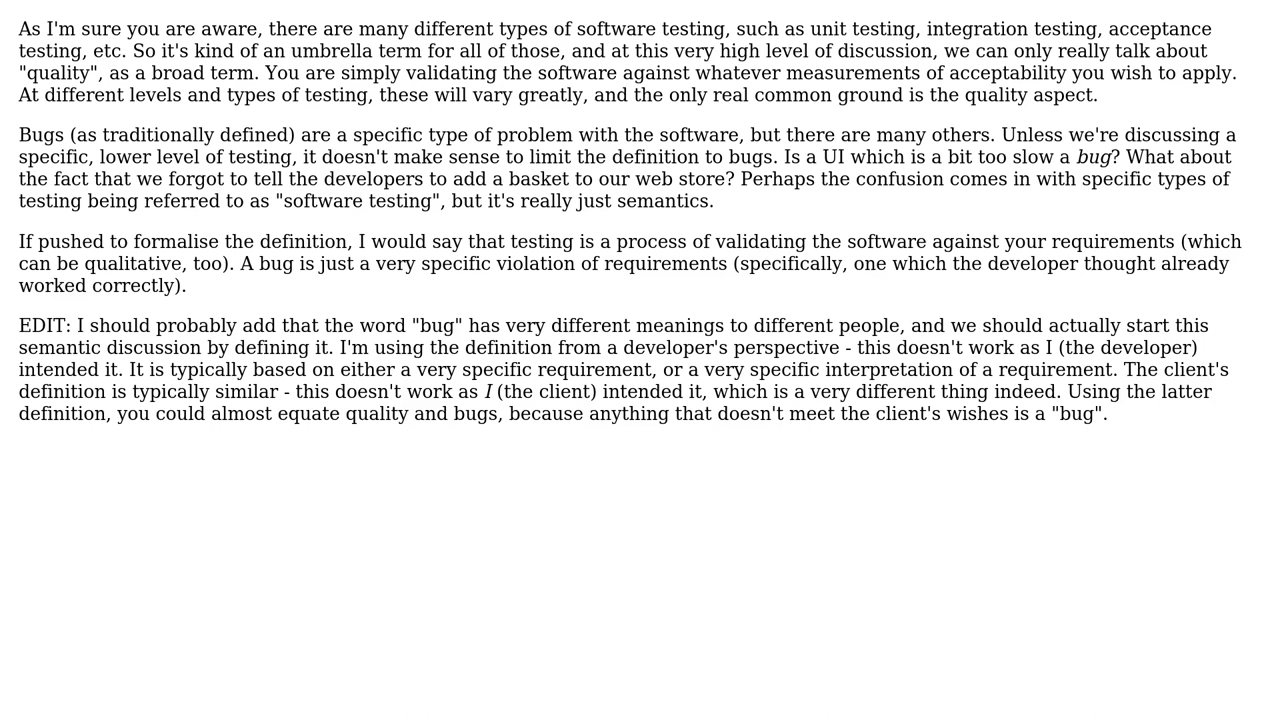 As I'm sure you are aware, there are many different types of software testing, such as unit testing, integration testing, acceptance
testing, etc. So it's kind of an umbrella term for all of those, and at this very high level of discussion, we can only really talk about
"quality", as a broad term. You are simply validating the software against whatever measurements of acceptability you wish to apply.
At different levels and types of testing, these will vary greatly, and the only real common ground is the quality aspect.
Bugs (as traditionally defined) are a specific type of problem with the software, but there are many others. Unless we're discussing a
specific, lower level of testing, it doesn't make sense to limit the definition to bugs. Is a UI which is a bit too slow a bug? What about
the fact that we forgot to tell the developers to add a basket to our web store? Perhaps the confusion comes in with specific types of
testing being referred to as "software testing", but it's really just semantics.
If pushed to formalise the definition, I would say that testing is a process of validating the software against your requirements (which
can be qualitative, too). A bug is just a very specific violation of requirements (specifically, one which the developer thought already
worked correctly).
EDIT: I should probably add that the word "bug" has very different meanings to different people, and we should actually start this
semantic discussion by defining it. I'm using the definition from a developer's perspective - this doesn't work as I (the developer)
intended it. It is typically based on either a very specific requirement, or a very specific interpretation of a requirement. The client's
definition is typically similar - this doesn't work as I (the client) intended it, which is a very different thing indeed. Using the latter
definition, you could almost equate quality and bugs, because anything that doesn't meet the client's wishes is a "bug".